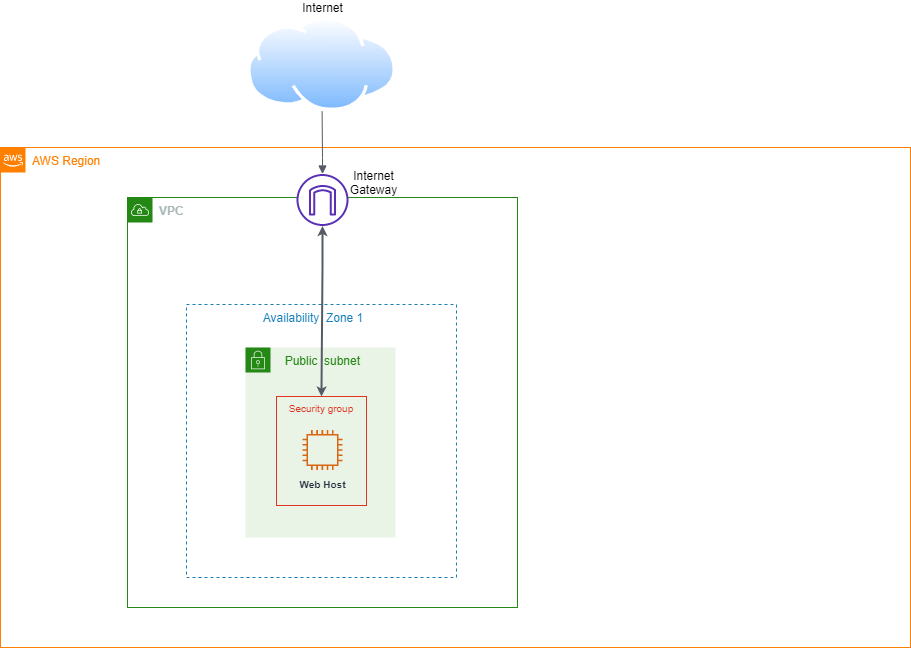 Internet
aws
AWS Region
Internet
Gateway
VPC
Availability Zone 1
Public subnet
Security group
Web Host